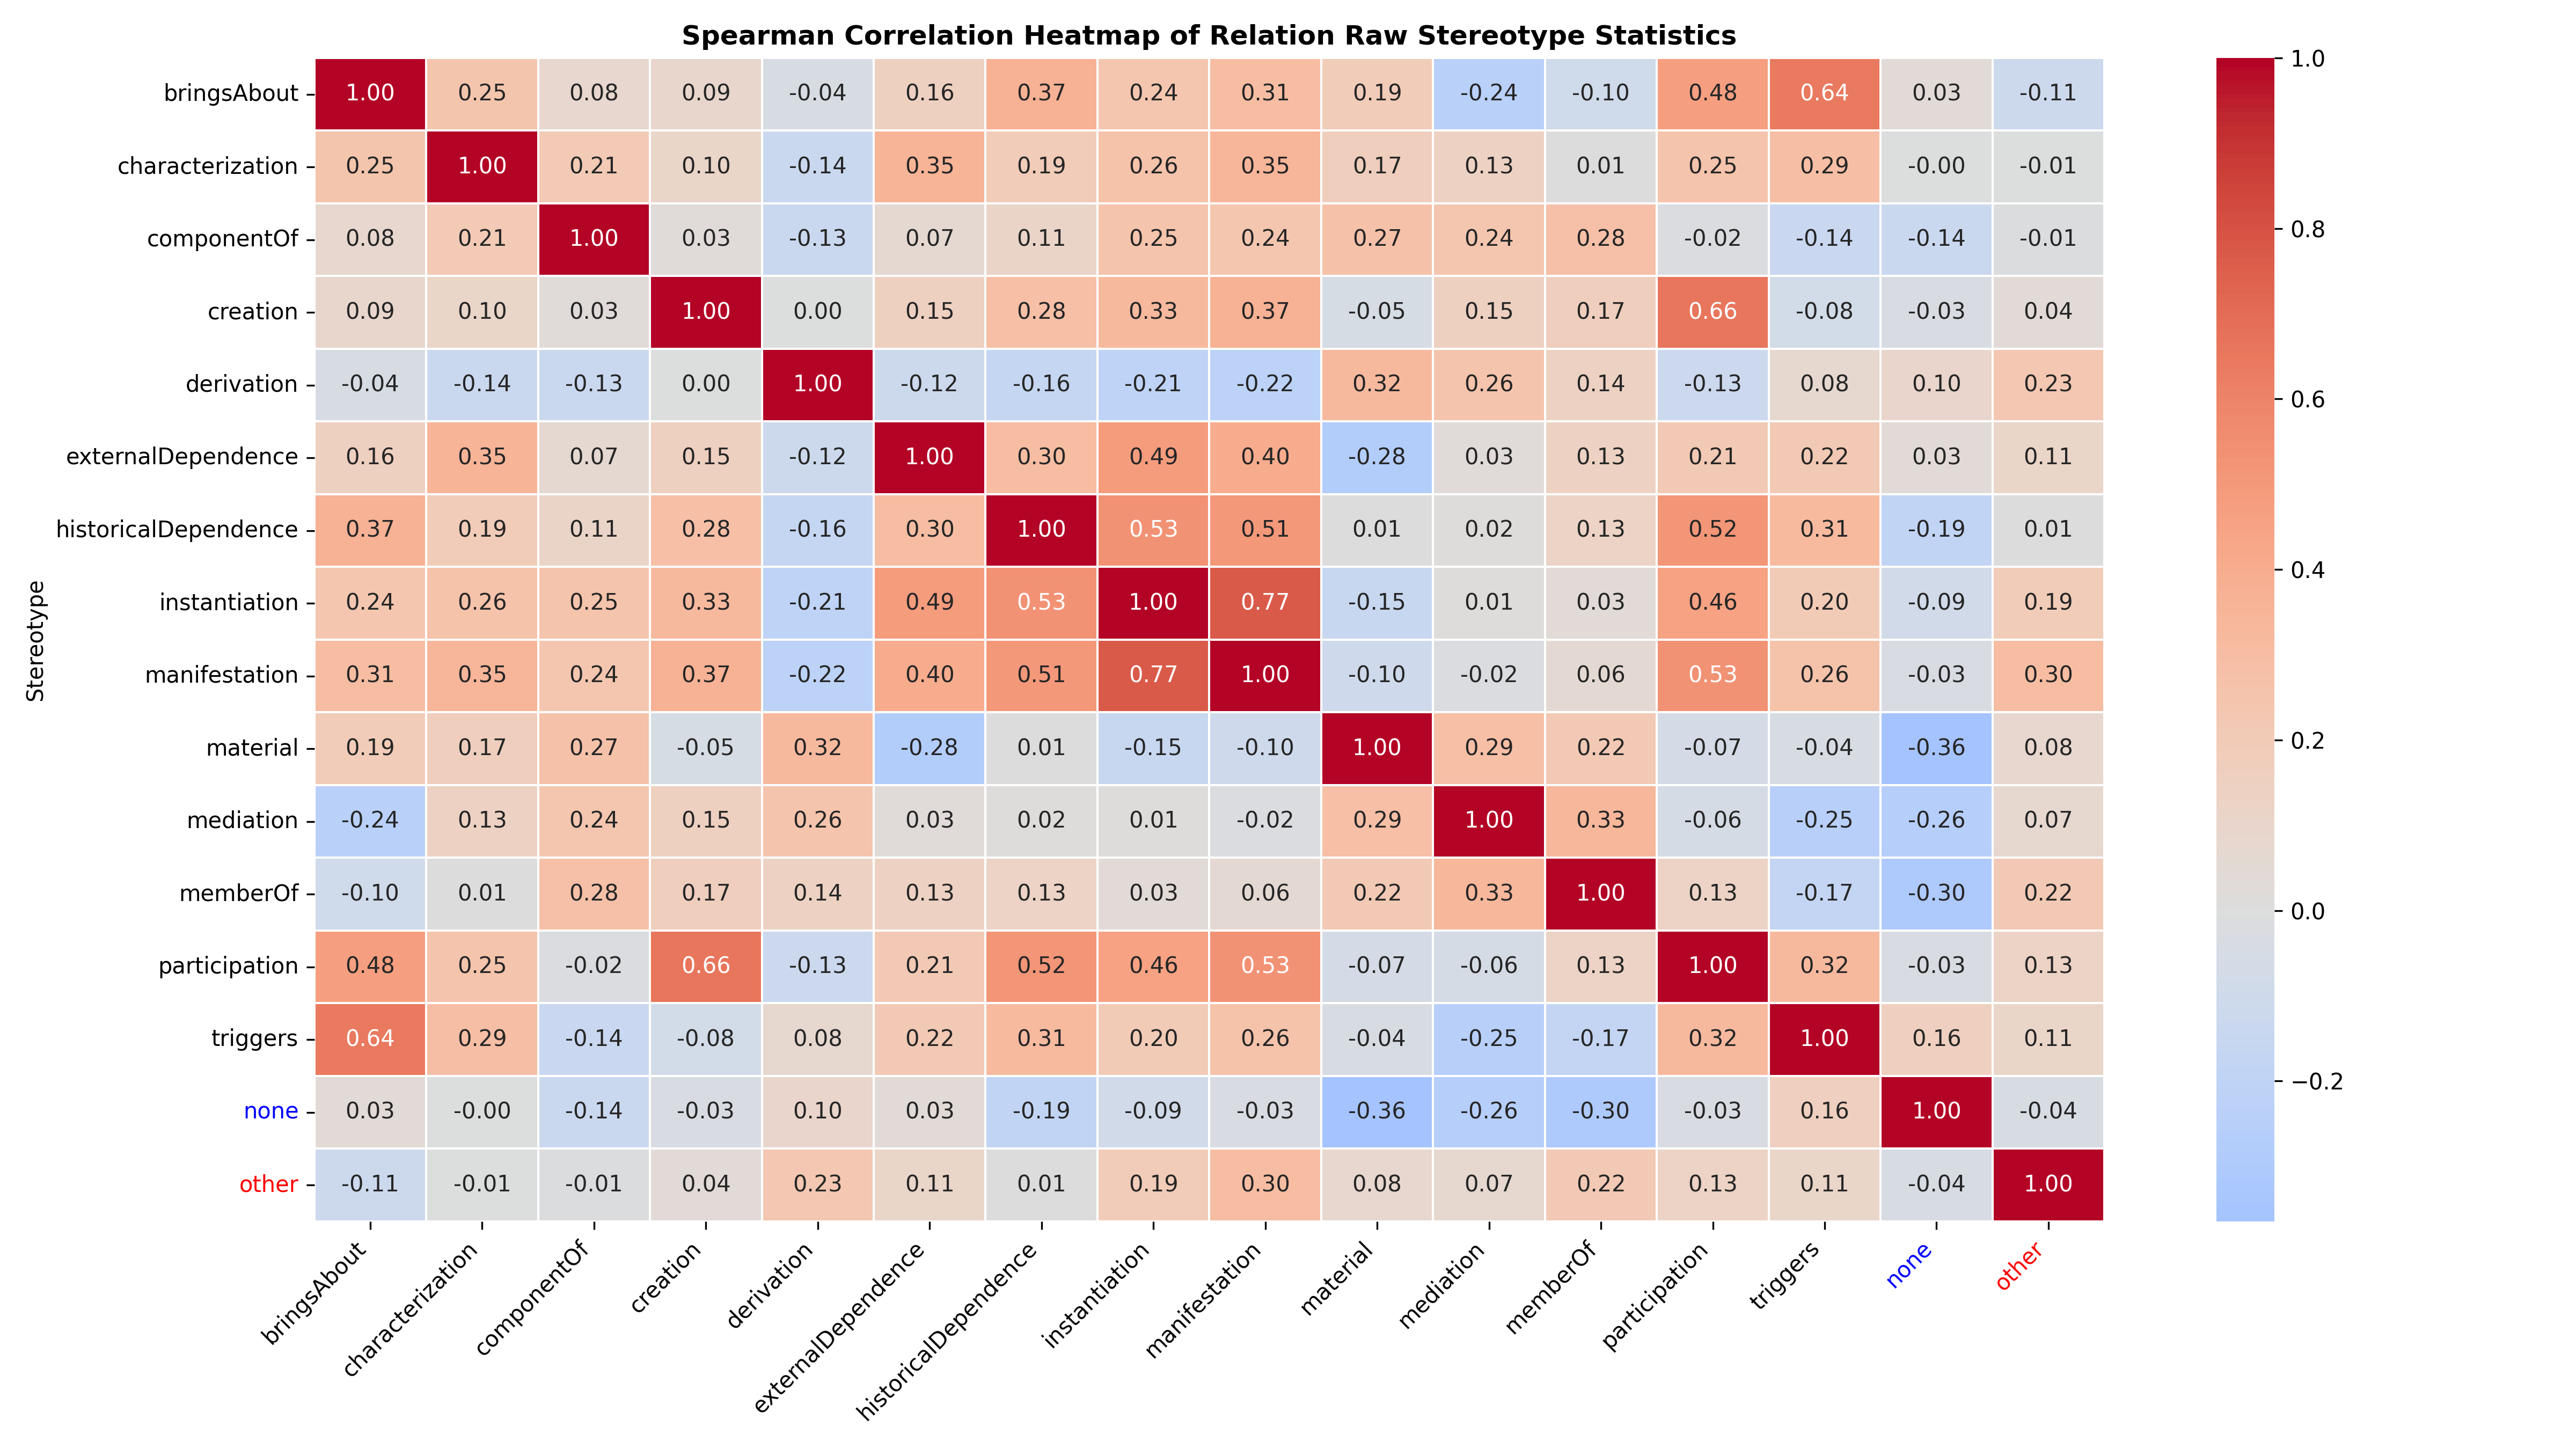 Spearman Correlation Heatmap of Relation Raw Stereotype Statistics
bringsAbout 1.00 0.25 0.08 0.09 -0.04 0.16 0.37 0.24 0.31 0.19 -0.24 -0.10 0.48 0.64 0.03 -0.11
characterization 0.25 1.00 0.21 0.10 -0.14 0.35 0.19 0.26 0.35 0.17 0.13 0.01 0.25 0.29 -0.00 -0.01
componentOf 0.08 0.21 1.00 0.03 -0.13 0.07 0.11 0.25 0.24 0.27 0.24 0.28 -0.02 -0.14 -0.14 -0.01
creation 0.09 0.10 0.03 1.00 0.00 0.15 0.28 0.33 0.37 -0.05 0.15 0.17 0.66 -0.08 -0.03 0.04
derivation -0.04 -0.14 -0.13 0.00 1.00 -0.12 -0.16 -0.21 -0.22 0.32 0.26 0.14 -0.13 0.08 0.10 0.23
externalDependence 0.16 0.35 0.07 0.15 -0.12 1.00 0.30 0.49 0.40 -0.28 0.03 0.13 0.21 0.22 0.03 0.11
historicalDependence 0.37 0.19 0.11 0.28 -0.16 0.30 1.00 0.53 0.51 0.01 0.02 0.13 0.52 0.31 -0.19 0.01
instantiation 0.24 0.26 0.25 0.33 -0.21 0.49 0.53 1.00 0.77 -0.15 0.01 0.03 0.46 0.20 -0.09 0.19
manifestation 0.31 0.35 0.24 0.37 -0.22 0.40 0.51 0.77 1.00 -0.10 -0.02 0.06 0.53 0.26 -0.03 0.30
material 0.19 0.17 0.27 -0.05 0.32 -0.28 0.01 -0.15 -0.10 1.00 0.29 0.22 -0.07 -0.04 -0.36 0.08
mediation -0.24 0.13 0.24 0.15 0.26 0.03 0.02 0.01 -0.02 0.29 1.00 0.33 -0.06 -0.25 -0.26 0.07
memberOf -0.10 0.01 0.28 0.17 0.14 0.13 0.13 0.03 0.06 0.22 0.33 1.00 0.13 -0.17 -0.30 0.22
participation 0.48 0.25 -0.02 0.66 -0.13 0.21 0.52 0.46 0.53 -0.07 -0.06 0.13 1.00 0.32 -0.03 0.13
triggers 0.64 0.29 -0.14 -0.08 0.08 0.22 0.31 0.20 0.26 -0.04 -0.25 -0.17 0.32 1.00 0.16 0.11
none 0.03 -0.00 -0.14 -0.03 0.10 0.03 -0.19 -0.09 -0.03 -0.36 -0.26 -0.30 -0.03 0.16 1.00 -0.04
other -0.11 -0.01 -0.01 0.04 0.23 0.11 0.01 0.19 0.30 0.08 0.07 0.22 0.13 0.11 -0.04 1.00
Stereotype
bringsAbout
characterization
componentOf
creation
derivation
externalDependence
historicalDependence
instantiation
manifestation
material
mediation
memberOf
participation
triggers
none
other
1.0
0.8
0.6
0.4
0.2
0.0
−0.2